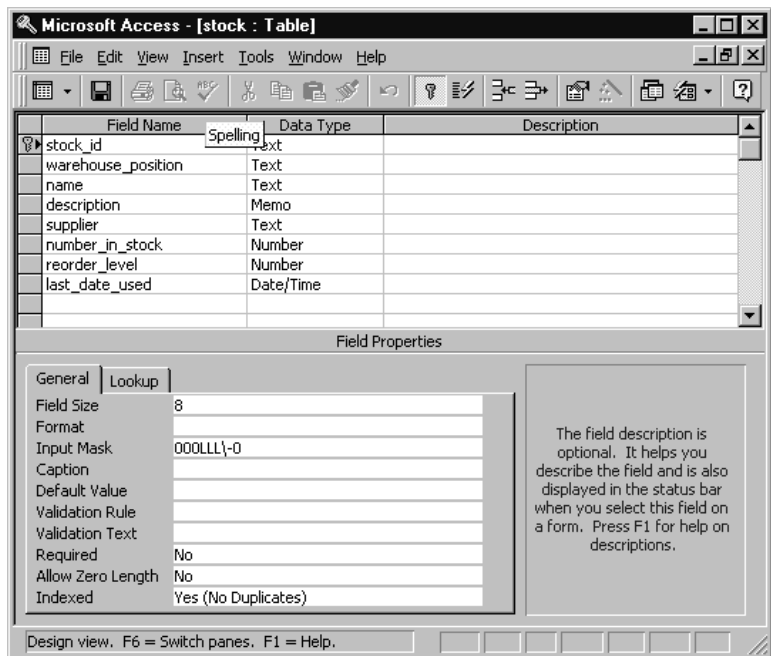 Microsoft Access - [stock : Table]
File Edit View Insert Tools Window Help
ABC
Field Name Data Type Description
Spelling
stock_id Text
warehouse_position Text
name Text
description Memo
supplier Text
number_in_stock Number
reorder_level Number
last_date_used Date/Time
Field Properties
General Lookup
Field Size 8
Format
Input Mask 000LLL\-0
Caption
Default Value
Validation Rule
Validation Text
Required No
Allow Zero Length No
Indexed Yes (No Duplicates)
The field description is
optional. It helps you
describe the field and is also
displayed in the status bar
when you select this field on
a form. Press F1 for help on
descriptions.
Design view. F6 = Switch panes. F1 = Help.